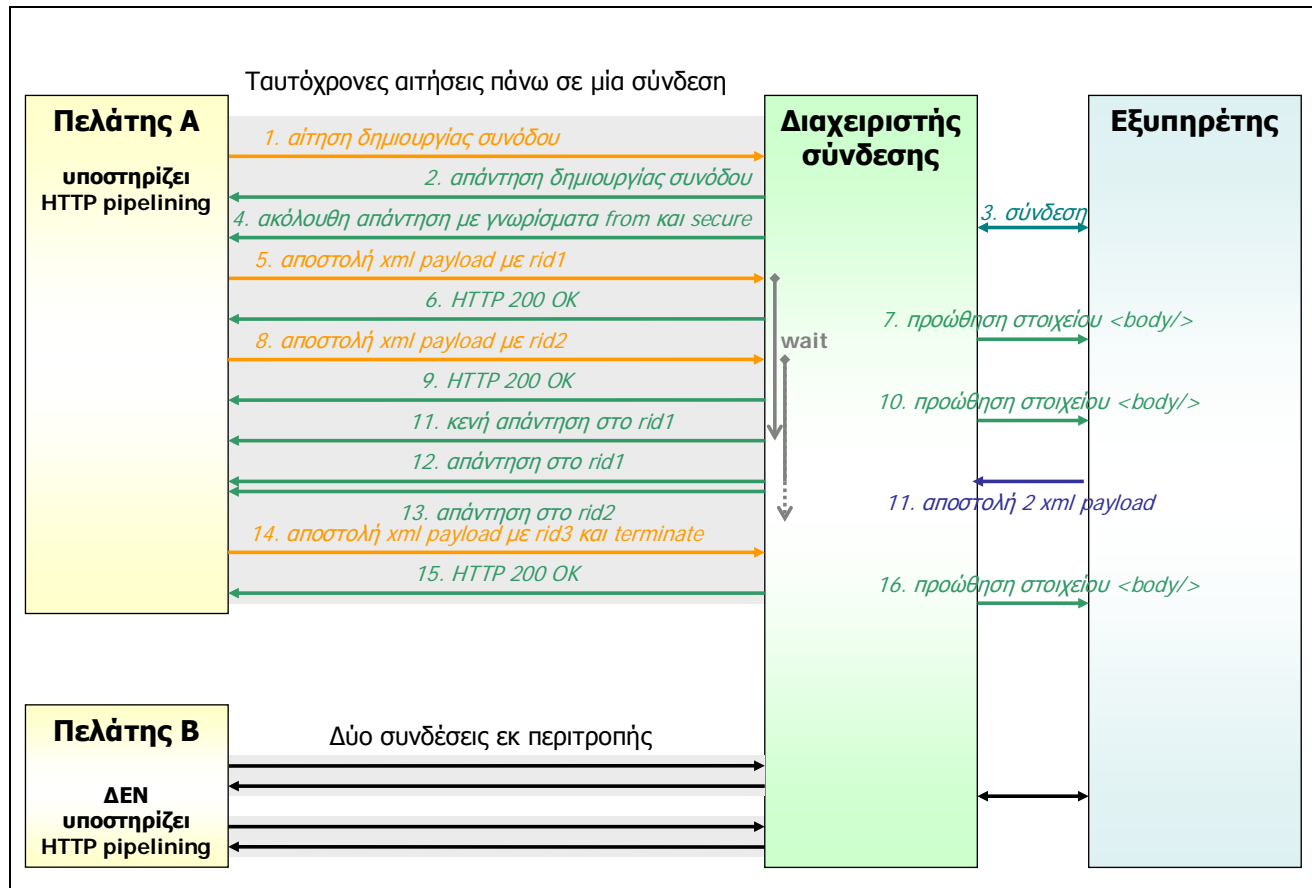 Ταυτόχρονες αιτήσεις πάνω σε μία σύνδεση
Πελάτης Α
υποστηρίζει
HTTP pipelining
Διαχειριστής
σύνδεσης
Εξυπηρέτης
1. αίτηση δημιουργίας συνόδου
2. απάντηση δημιουργίας συνόδου
3. σύνδεση
4. ακόλουθη απάντηση με γνωρίσματα from και secure
5. αποστολή xml payload με rid1
6. HTTP 200 OK
7. προώθηση στοιχείου <body/>
wait
8. αποστολή xml payload με rid2
9. HTTP 200 OK
10. προώθηση στοιχείου <body/>
11. κενή απάντηση στο rid1
12. απάντηση στο rid1
11. αποστολή 2 xml payload
13. απάντηση στο rid2
14. αποστολή xml payload με rid3 και terminate
15. HTTP 200 OK
16. προώθηση στοιχείου <body/>
Πελάτης Β
ΔΕΝ
υποστηρίζει
HTTP pipelining
Δύο συνδέσεις εκ περιτροπής